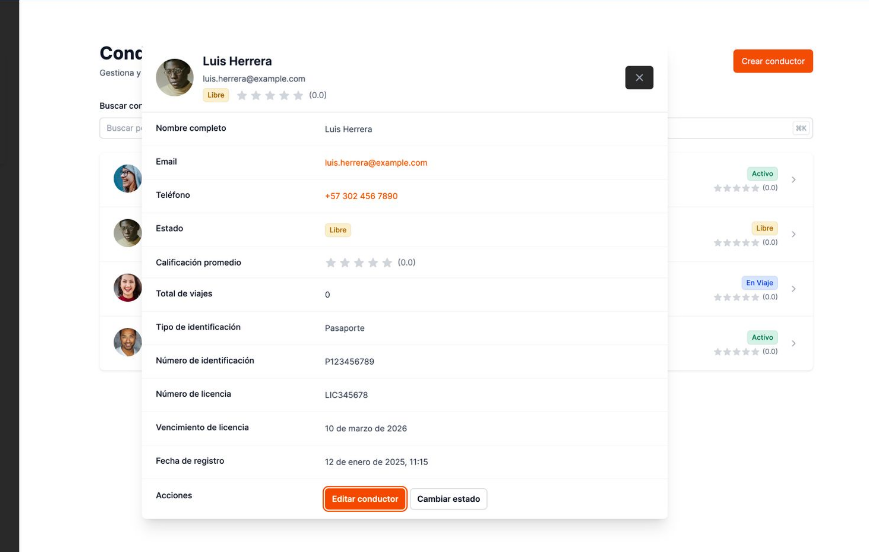 Cond
Gestiona y
Crear conductor
Buscar con
Buscar po
⌘K
Luis Herrera
luis.herrera@example.com
Libre (0.0)
Nombre completo Luis Herrera
Email luis.herrera@example.com
Teléfono +57 302 456 7890
Estado Libre
Calificación promedio (0.0)
Total de viajes 0
Tipo de identificación Pasaporte
Número de identificación P123456789
Número de licencia LIC345678
Vencimiento de licencia 10 de marzo de 2026
Fecha de registro 12 de enero de 2025, 11:15
Acciones Editar conductor Cambiar estado
Activo
(0.0)
Libre
(0.0)
En Viaje
(0.0)
Activo
(0.0)